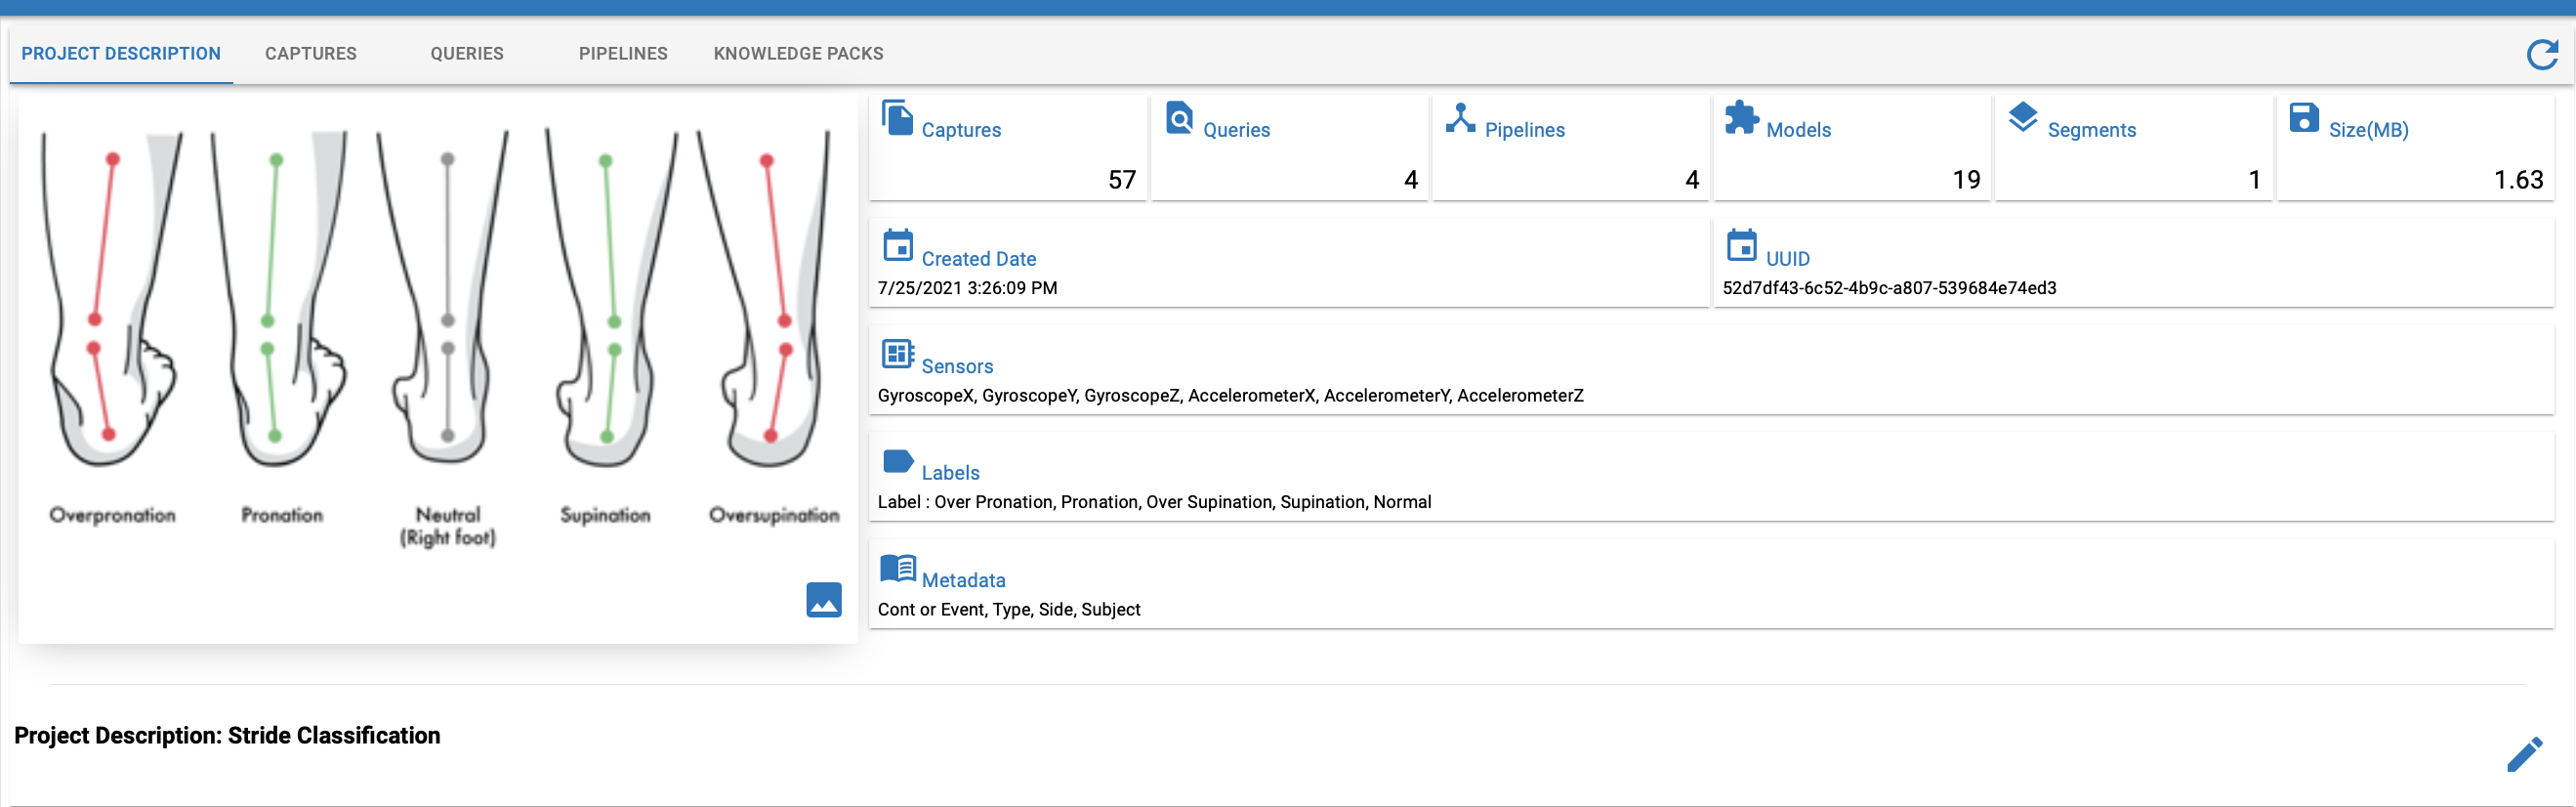 PROJECT DESCRIPTION CAPTURES QUERIES PIPELINES KNOWLEDGE PACKS
Overpronation Pronation Neutral (Right foot) Supination Oversupination
Captures
57
Queries
4
Pipelines
4
Models
19
Segments
1
Size(MB)
1.63
Created Date
7/25/2021 3:26:09 PM
UUID
52d7df43-6c52-4b9c-a807-539684e74ed3
Sensors
GyroscopeX, GyroscopeY, GyroscopeZ, AccelerometerX, AccelerometerY, AccelerometerZ
Labels
Label : Over Pronation, Pronation, Over Supination, Supination, Normal
Metadata
Cont or Event, Type, Side, Subject
Project Description: Stride Classification